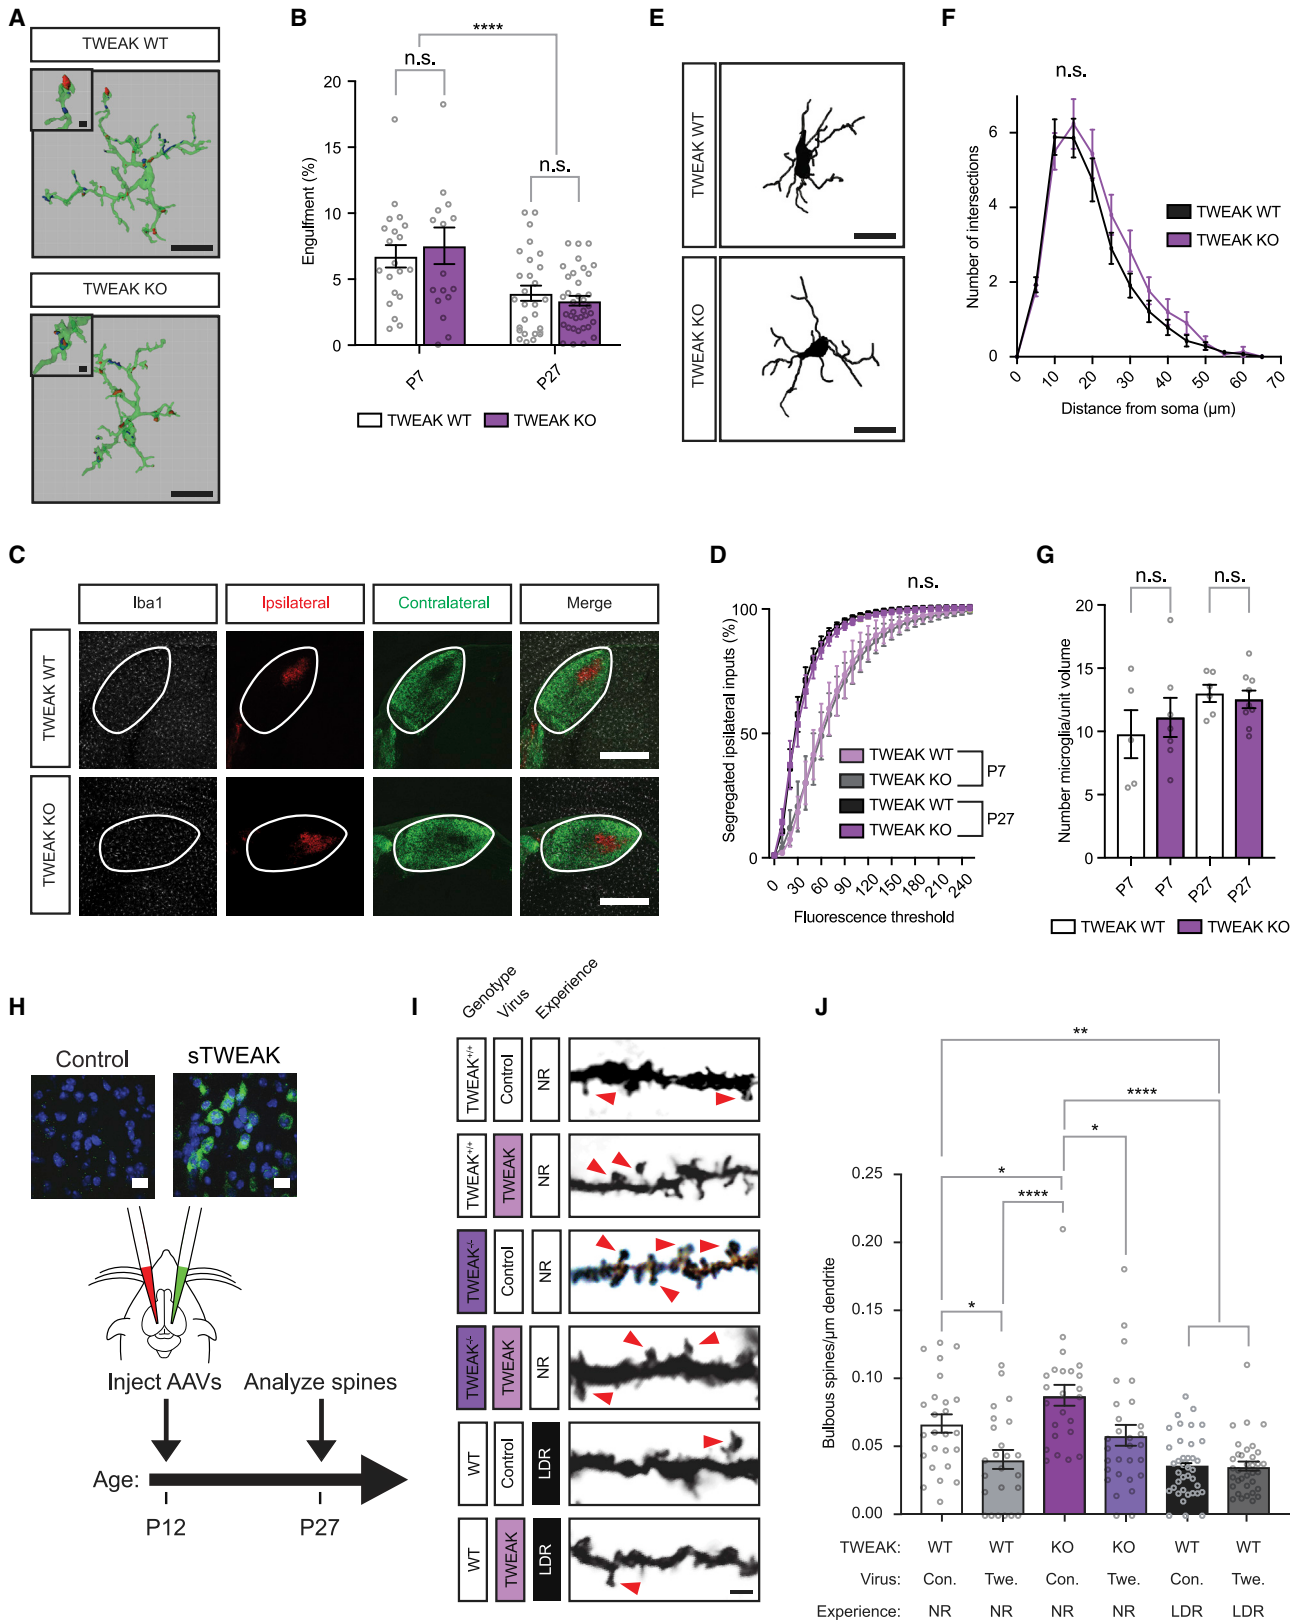 A
TWEAK WT
TWEAK KO
B
****
n.s.
n.s.
Engulfment (%)
20
15
10
5
0
P7
P27
TWEAK WT
TWEAK KO
E
TWEAK WT
TWEAK KO
F
n.s.
Number of intersections
6
4
2
0
TWEAK WT
TWEAK KO
0
10
20
30
40
50
60
70
Distance from soma (µm)
C
Iba1
Ipsilateral
Contralateral
Merge
TWEAK WT
TWEAK KO
D
n.s.
Segregated ipsilateral inputs (%)
100
50
0
TWEAK WT
TWEAK KO
P7
TWEAK WT
TWEAK KO
P27
0
30
60
90
120
150
180
210
240
Fluorescence threshold
G
n.s.
n.s.
Number microglia/unit volume
20
15
10
5
0
P7
P7
P27
P27
TWEAK WT
TWEAK KO
H
Control
sTWEAK
Inject AAVs
Analyze spines
Age:
P12
P27
I
Genotype
Virus
Experience
TWEAK+/+
Control
NR
TWEAK+/+
TWEAK
NR
TWEAK-/-
Control
NR
TWEAK-/-
TWEAK
NR
WT
Control
LDR
WT
TWEAK
LDR
J
**
****
*
*
****
*
Bulbous spines/µm dendrite
0.25
0.20
0.15
0.10
0.05
0.00
TWEAK: WT WT KO KO WT WT
Virus: Con. Twe. Con. Twe. Con. Twe.
Experience: NR NR NR NR LDR LDR